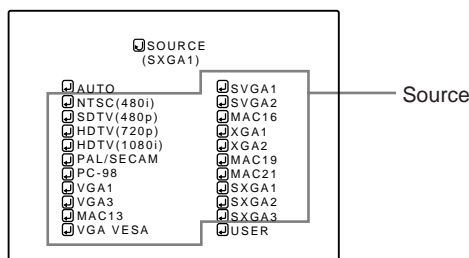 SOURCE
(SXGA1)
AUTO
NTSC(480i)
SDTV(480p)
HDTV(720p)
HDTV(1080i)
PAL/SECAM
PC-98
VGA1
VGA3
MAC13
VGA VESA
SVGA1
SVGA2
MAC16
XGA1
XGA2
MAC19
MAC21
SXGA1
SXGA2
SXGA3
USER
Source